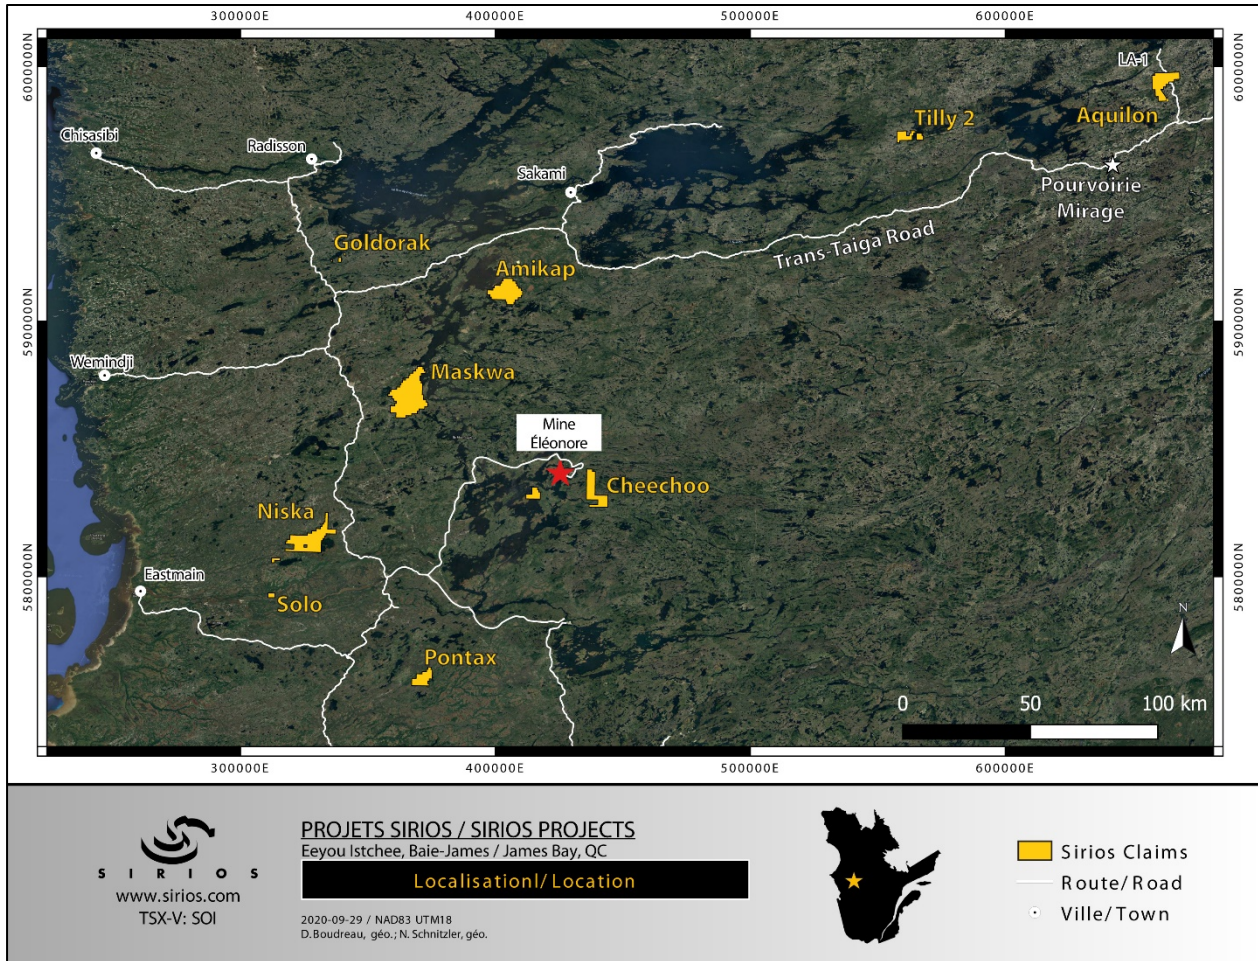 300000E
400000E
500000E
600000E
6000000N
6000000N
LA-1
Aquilon
Tilly 2
Chisasibi
Radisson
Sakami
Pourvoirie
Mirage
Trans-Taiga Road
Goldorak
Amikap
5900000N
5900000N
Wemindji
Maskwa
Mine
Éléonore
Cheechoo
Niska
Eastmain
Solo
5800000N
5800000N
Pontax
N
0 50 100 km
300000E
400000E
500000E
600000E
SIRIOS
www.sirios.com
TSX-V: SOI
PROJETS SIRIOS / SIRIOS PROJECTS
Eeyou Istchee, Baie-James / James Bay, QC
Localisationl/ Location
2020-09-29 / NAD83 UTM18
D.Boudreau, géo.; N. Schnitzler, géo.
Sirios Claims
Route/ Road
Ville/ Town